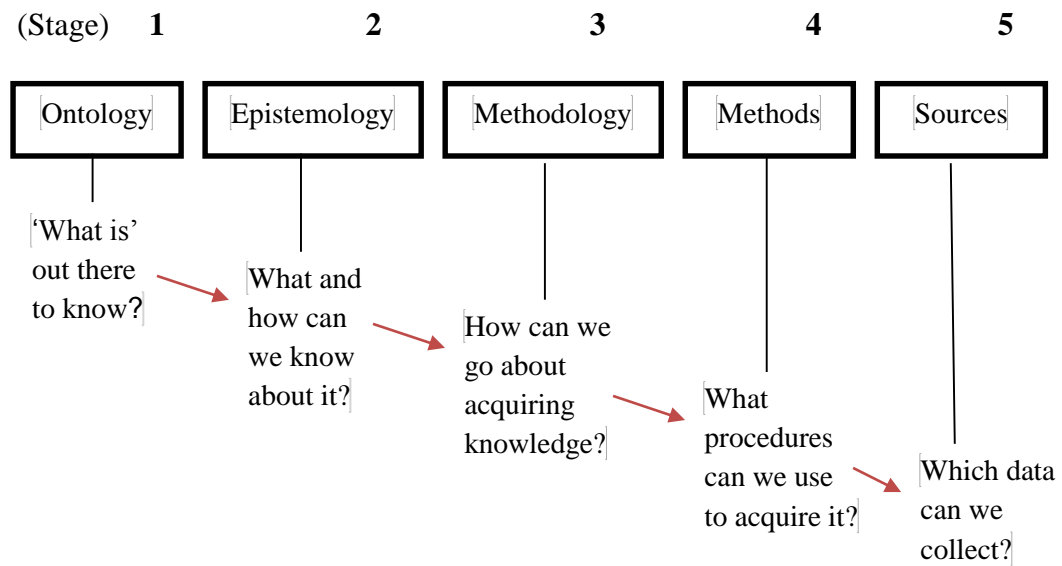 (Stage) 1 2 3 4 5
Ontology Epistemology Methodology Methods Sources
‘What is’
out there
to know?
What and
how can
we know
about it?
How can we
go about
acquiring
knowledge?
What
procedures
can we use
to acquire it?
Which data
can we
collect?